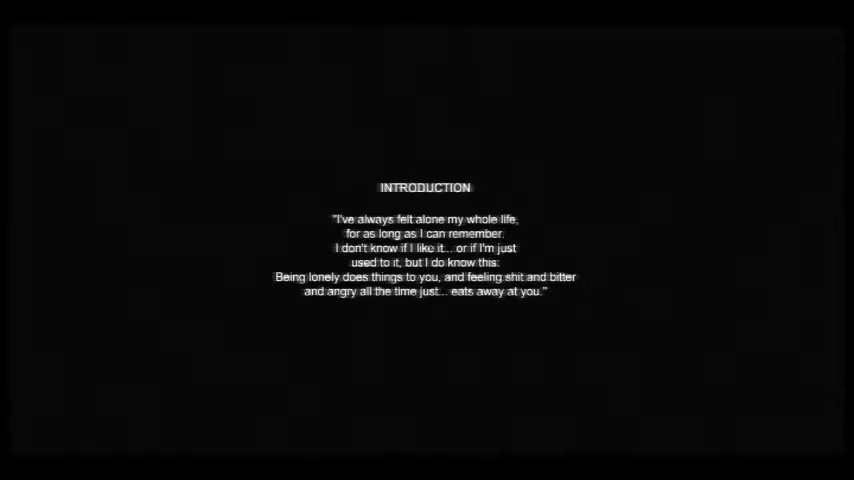 INTRODUCTION
"I've always felt alone my whole life,
for as long as I can remember.
I don't know if I like it... or if I'm just
used to it, but I do know this:
Being lonely does things to you, and feeling shit and bitter
and angry all the time just... eats away at you."